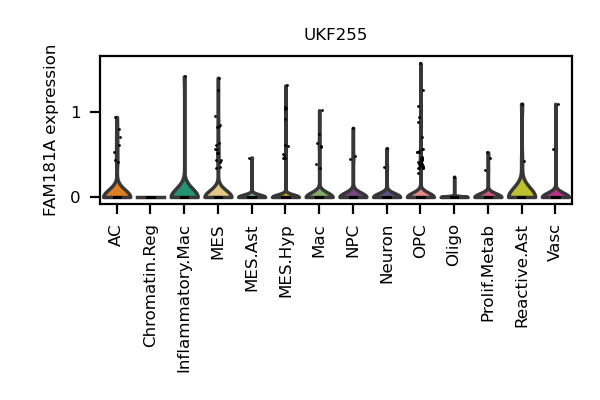 UKF255
FAM181A expression
1
0
AC
Chromatin.Reg
Inflammatory.Mac
MES
MES.Ast
MES.Hyp
Mac
NPC
Neuron
OPC
Oligo
Prolif.Metab
Reactive.Ast
Vasc